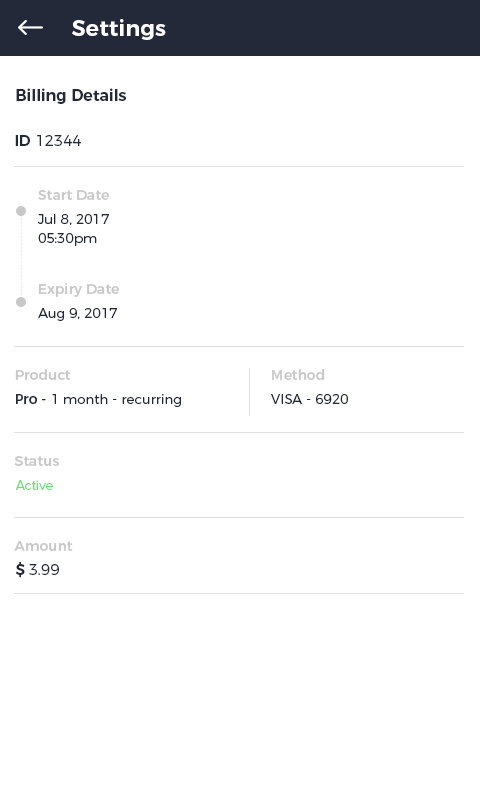 Settings
Billing Details
ID 12344
Start Date
Jul 8, 2017
05:30pm
Expiry Date
Aug 9, 2017
Product
Pro - 1 month - recurring
Method
VISA - 6920
Status
Active
Amount
$ 3.99